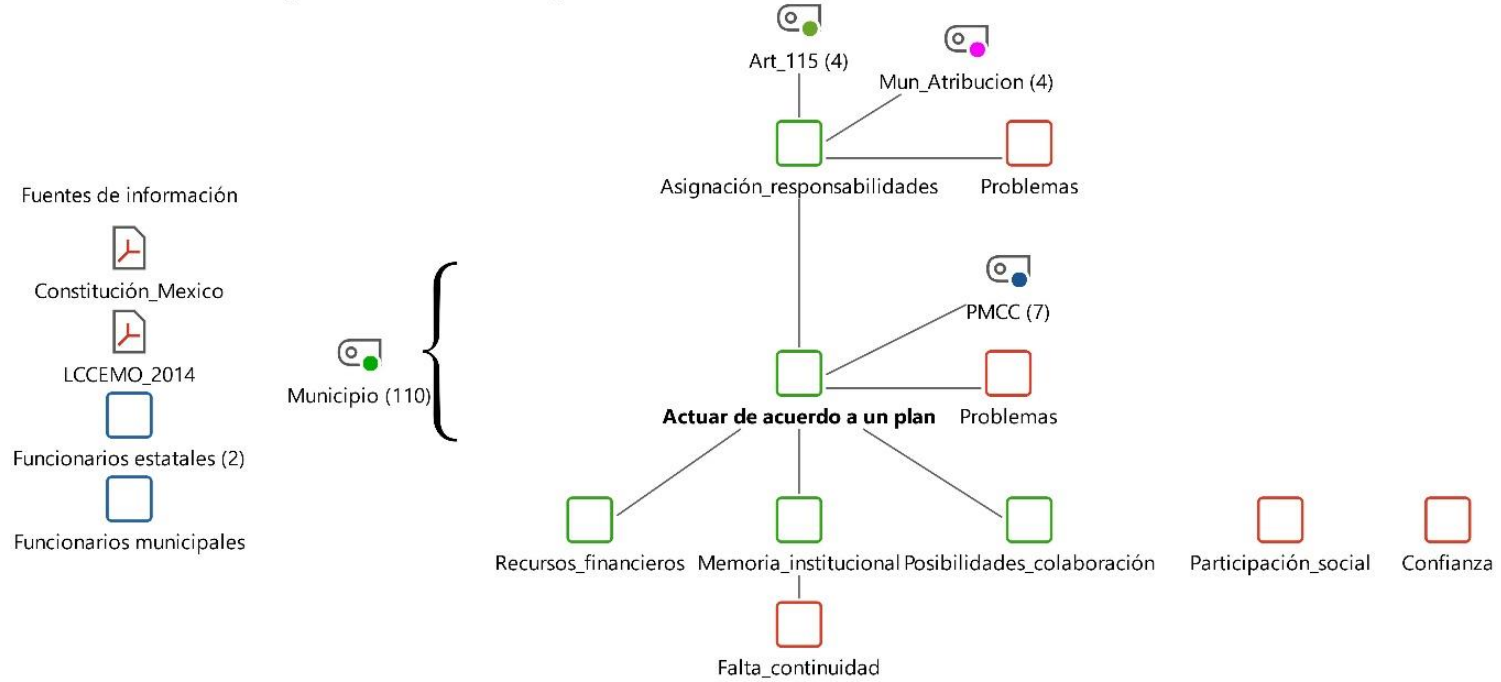 Art_115 (4)
Mun_Atribucion (4)
Asignación_responsabilidades
Problemas
Fuentes de información
Constitución_Mexico
LCCEMO_2014
Funcionarios estatales (2)
Funcionarios municipales
Municipio (110)
PMCC (7)
Actuar de acuerdo a un plan
Problemas
Recursos_financieros
Memoria_institucional
Posibilidades_colaboración
Participación_social
Confianza
Falta_continuidad